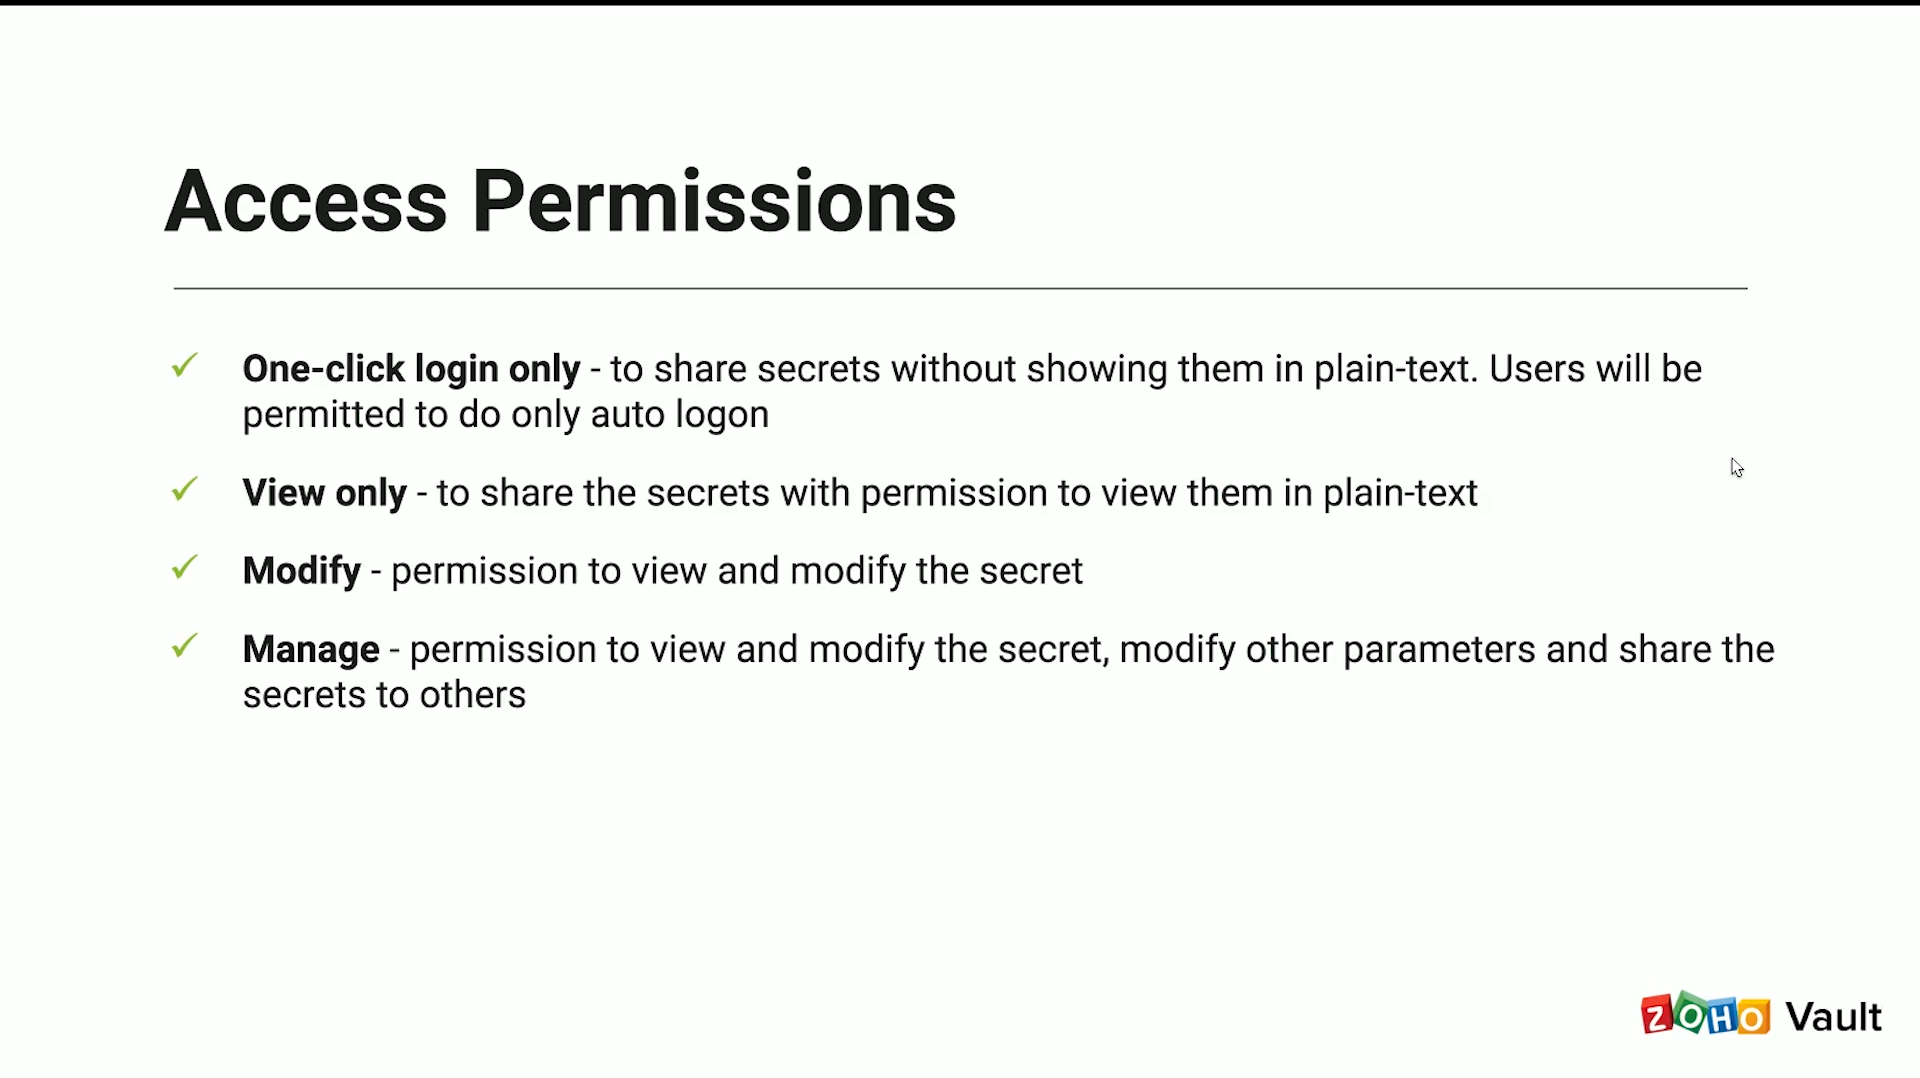 Access Permissions
One-click login only - to share secrets without showing them in plain-text. Users will be
permitted to do only auto logon
View only - to share the secrets with permission to view them in plain-text
Modify - permission to view and modify the secret
Manage - permission to view and modify the secret, modify other parameters and share the
secrets to others
ZOHO Vault